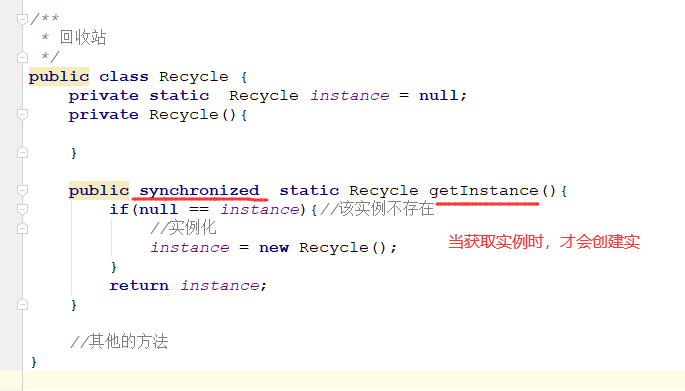 /**
 * 回收站
 */
public class Recycle {
    private static  Recycle instance = null;
    private Recycle(){

    }

    public synchronized  static Recycle getInstance(){
        if(null == instance){//该实例不存在
            //实例化
            instance = new Recycle();
        }
        return instance;
    }

    //其他的方法
}
当获取实例时，才会创建实